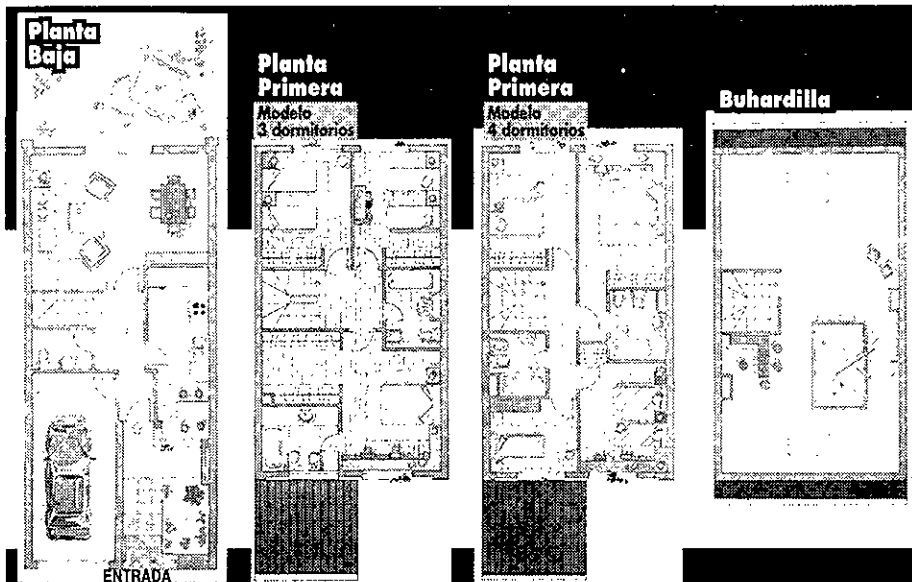 Planta
Baja
Planta
Primera
Modelo
3 dormitorios
Planta
Primera
Modelo
4 dormitorios
Buhardilla
ENTRADA